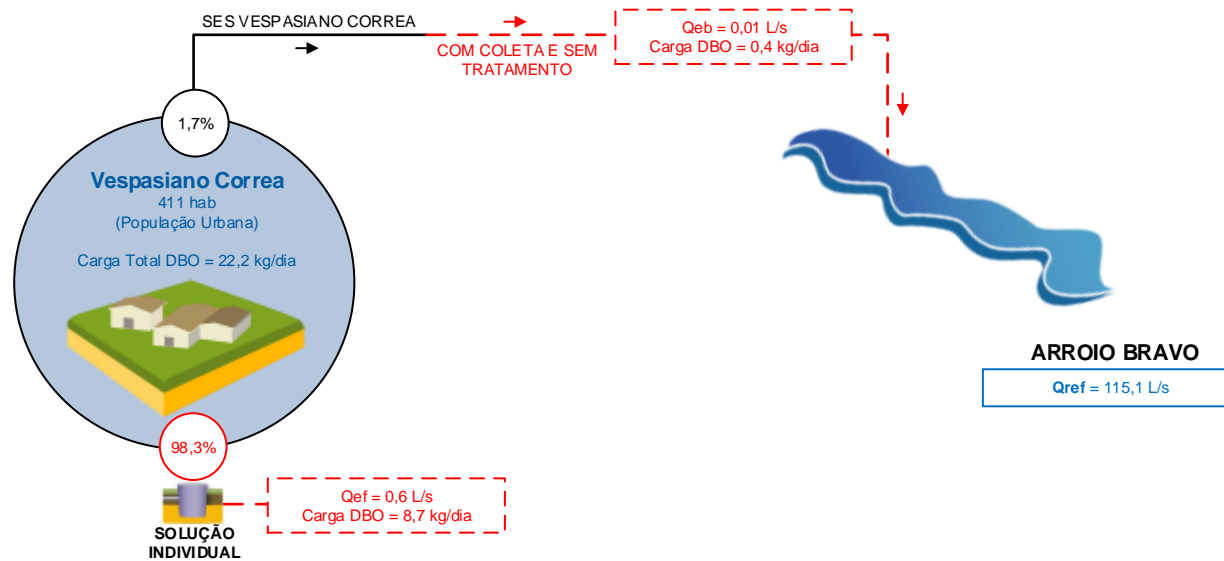 SES VESPASIANO CORREA
COM COLETA E SEM
TRATAMENTO
Qeb = 0,01 L/s
Carga DBO = 0,4 kg/dia
1,7%
Vespasiano Correa
411 hab
(População Urbana)
Carga Total DBO = 22,2 kg/dia
98,3%
SOLUÇÃO
INDIVIDUAL
Qef = 0,6 L/s
Carga DBO = 8,7 kg/dia
ARROIO BRAVO
Qref = 115,1 L/s